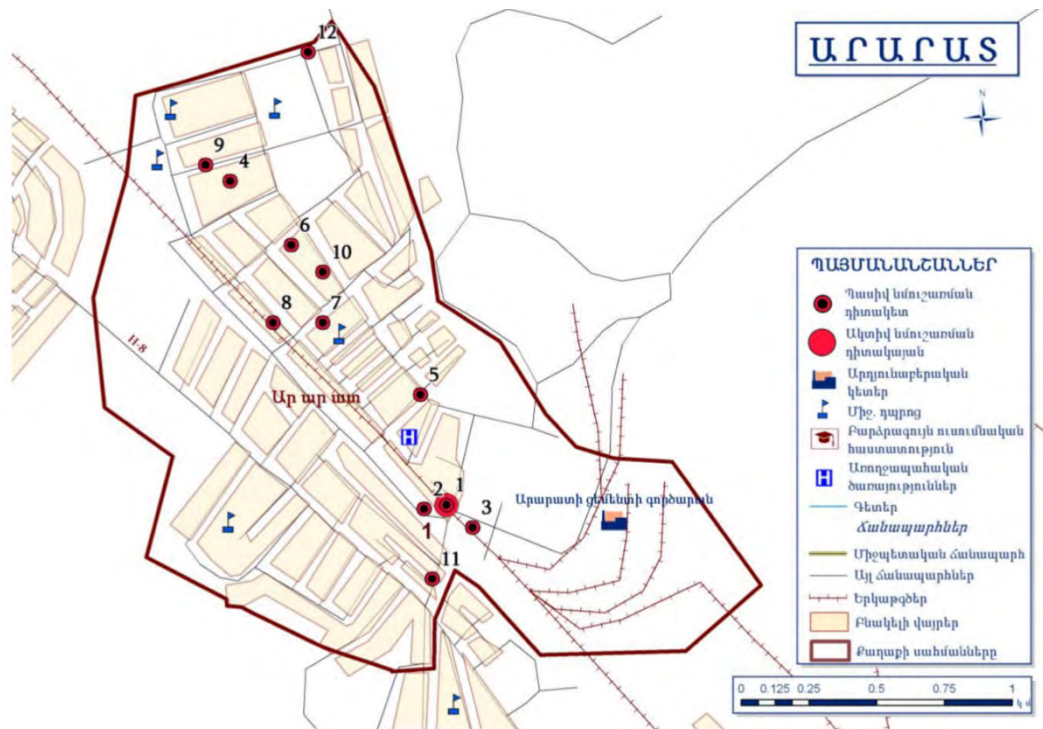 ԱՐԱՐԱՏ
N
12
9
4
6
10
8
7
H-8
5
Ար ար ատ
H
2
1
1
3
Արարատի ցեմենտի գործարան
11
ՊԱՅՄԱՆԱՆՇԱՆՆԵՐ
Պասիվ նմուշառման
դիտակետ
Ակտիվ նմուշառման
դիտակայան
Արդյունաբերական
կետեր
Միջ. դպրոց
Բարձրագույն ուսումնական
հաստատություն
H
Առողջապահական
ծառայություններ
Գետեր
Ճանապարհներ
Միջպետական ճանապարհ
Այլ ճանապարհներ
Երկաթգծեր
Բնակելի վայրեր
Քաղաքի սահմանները
0 0.125 0.25 0.5 0.75 1
կմ